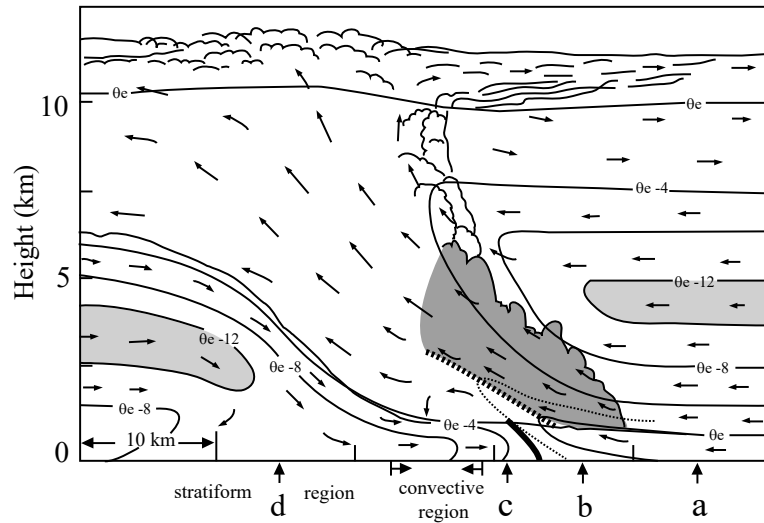 10
5
0
Height (km)
θe
θe
θe -4
θe -12
θe -12
θe -8
θe -8
θe -8
θe -4
θe
10 km
stratiform
d
region
convective
region
c
b
a